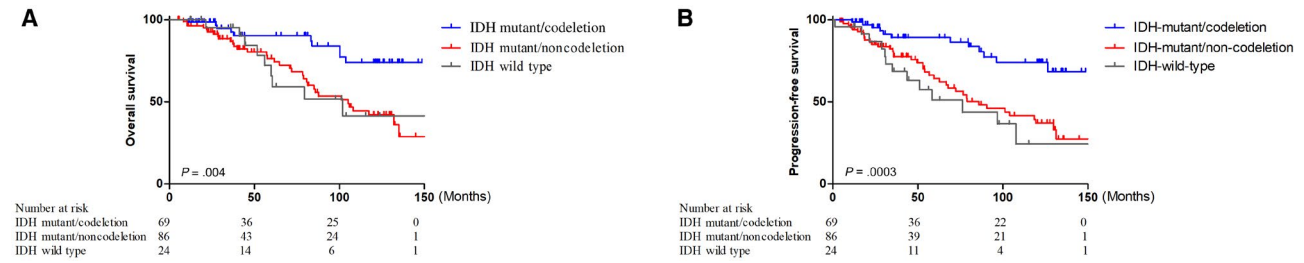 A
Overall survival
100
50
0
P = .004
0 50 100 150 (Months)
IDH mutant/codeletion
IDH mutant/noncodeletion
IDH wild type
Number at risk
IDH mutant/codeletion 69 36 25 0
IDH mutant/noncodeletion 86 43 24 1
IDH wild type 24 14 6 1
B
Progression-free survival
100
50
0
P = .0003
0 50 100 150 (Months)
IDH-mutant/codeletion
IDH-mutant/non-codeletion
IDH-wild-type
Number at risk
IDH mutant/codeletion 69 36 22 0
IDH mutant/noncodeletion 86 39 21 1
IDH wild type 24 11 4 1